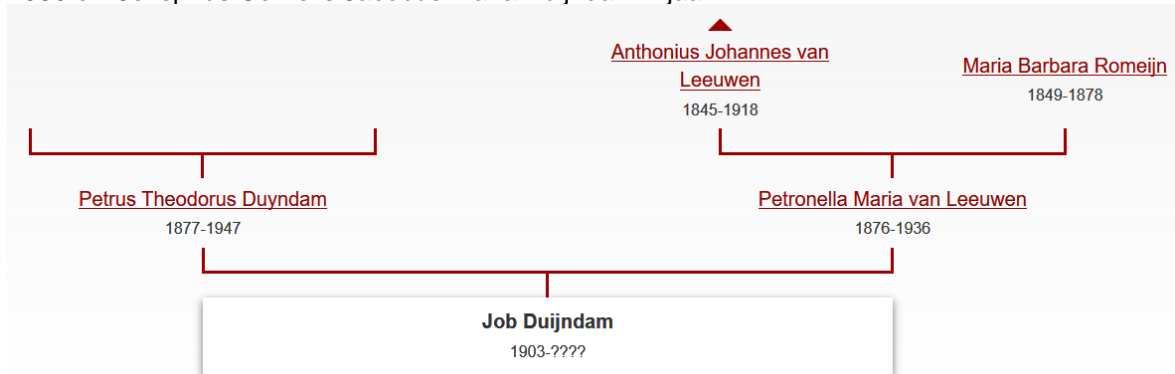 Anthonius Johannes van
Leeuwen
1845-1918
Maria Barbara Romeijn
1849-1878
Petrus Theodorus Duyndam
1877-1947
Petronella Maria van Leeuwen
1876-1936
Job Duijndam
1903-????